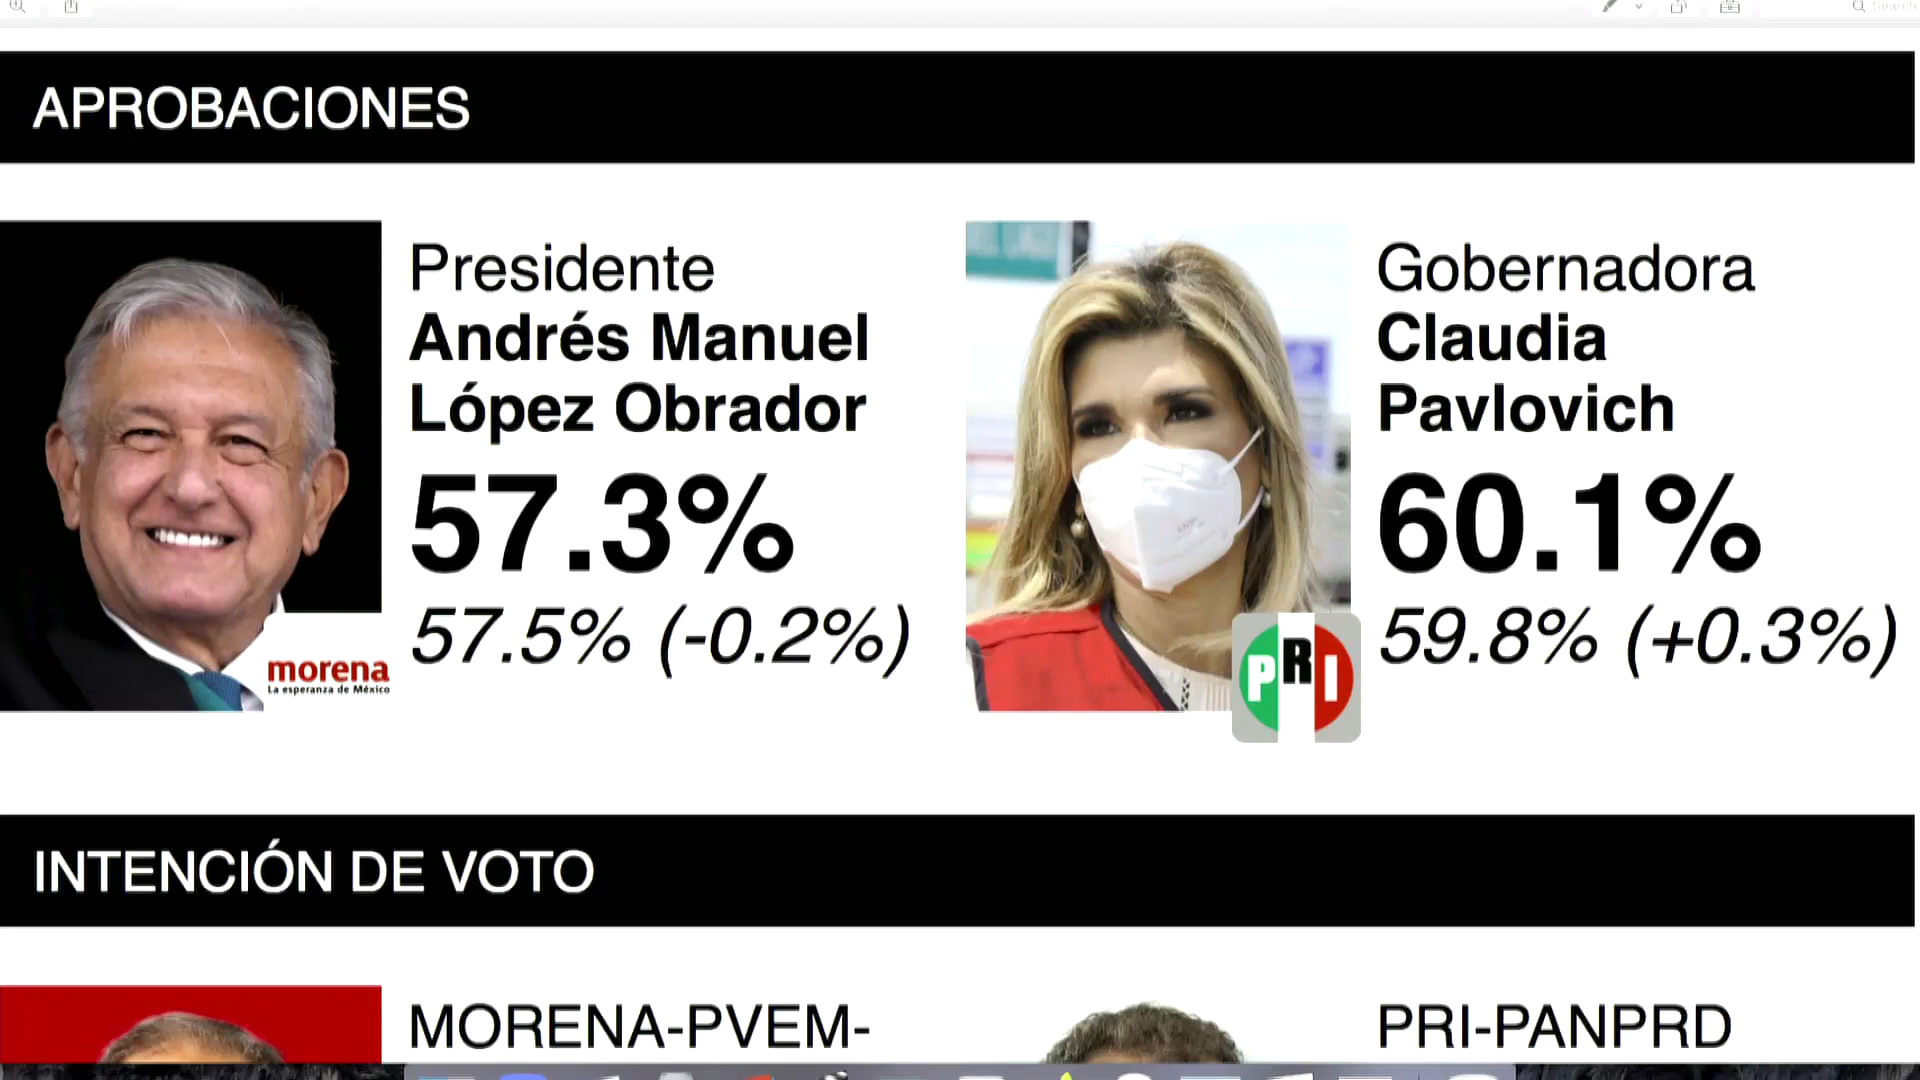 APROBACIONES
Presidente
Andrés Manuel
López Obrador
57.3%
57.5% (-0.2%)
morena
La esperanza de México
Gobernadora
Claudia
Pavlovich
60.1%
59.8% (+0.3%)
PRI
INTENCIÓN DE VOTO
MORENA-PVEM-
PRI-PANPRD